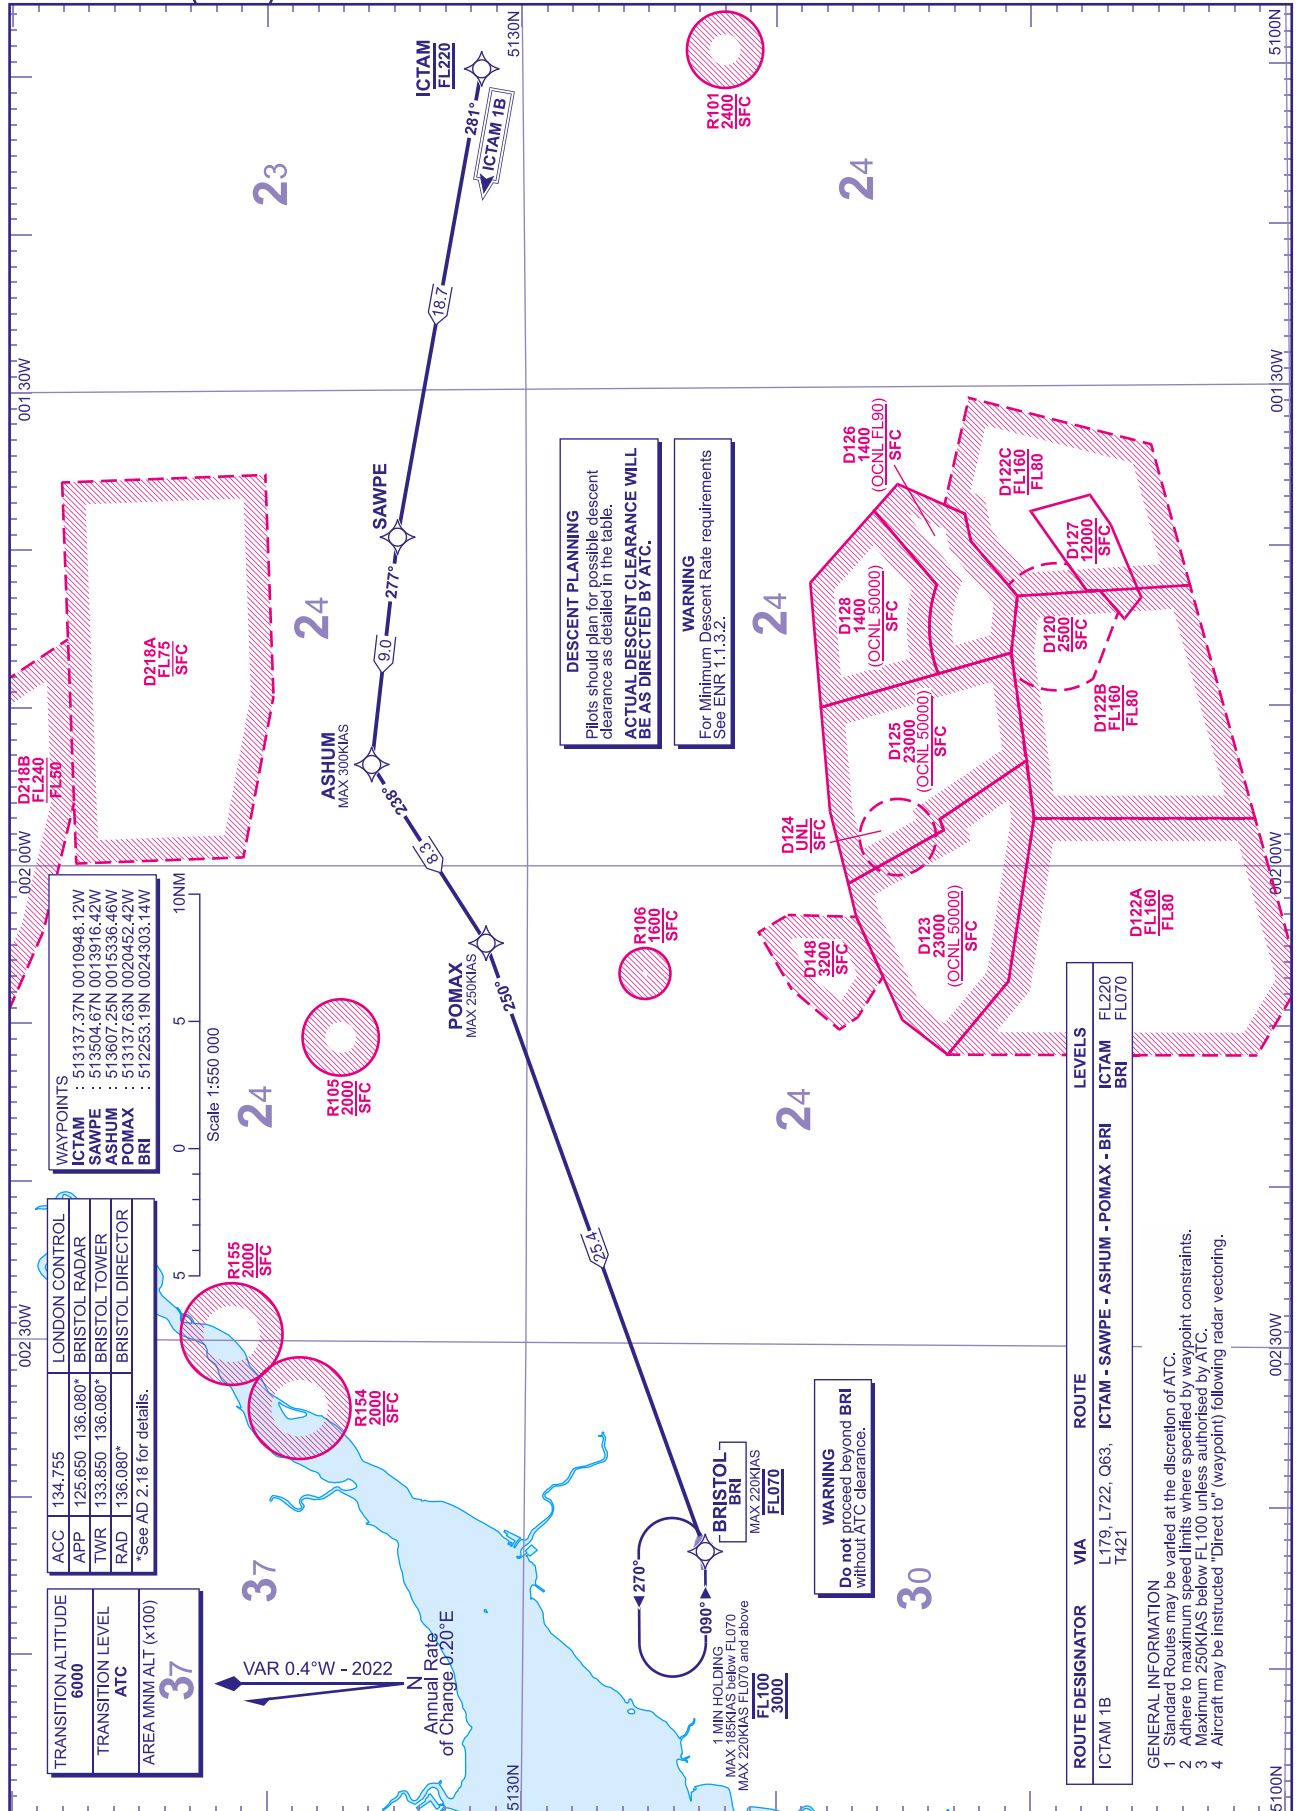 TRANSITION ALTITUDE
6000
TRANSITION LEVEL
ATC
AREA MNM ALT (x100)
37
ACC 134.755 LONDON CONTROL
APP 125.650 136.080* BRISTOL RADAR
TWR 133.850 136.080* BRISTOL TOWER
RAD 136.080* BRISTOL DIRECTOR
*See AD 2.18 for details.
WAYPOINTS
ICTAM : 513137.37N 0010948.12W
SAWPE : 513504.67N 0013916.42W
ASHUM : 513607.25N 0015336.46W
POMAX : 513137.63N 0020452.42W
BRI : 512253.19N 0024303.14W
5 0 5 10NM
Scale 1:550 000
VAR 0.4°W - 2022
N
Annual Rate
of Change 0.20°E
002 30W
002 00W
001 30W
5130N
5130N
5100N
5100N
002 30W
002 00W
001 30W
37
24
24
23
30
24
24
24
D218B
FL240
FL50
D218A
FL75
SFC
R155
2000
SFC
R154
2000
SFC
R105
2000
SFC
R106
1600
SFC
R101
2400
SFC
ICTAM
FL220
281°
ICTAM 1B
18.7
SAWPE
277°
9.0
ASHUM
MAX 300KIAS
238°
8.3
POMAX
MAX 250KIAS
250°
25.4
BRISTOL
BRI
MAX 220KIAS
FL070
270°
090°
1 MIN HOLDING
MAX 185KIAS below FL070
MAX 220KIAS FL070 and above
FL100
3000
DESCENT PLANNING
Pilots should plan for possible descent
clearance as detailed in the table.
ACTUAL DESCENT CLEARANCE WILL
BE AS DIRECTED BY ATC.
WARNING
For Minimum Descent Rate requirements
See ENR 1.1.3.2.
WARNING
Do not proceed beyond BRI
without ATC clearance.
D148
3200
SFC
D124
UNL
SFC
D123
23000
(OCNL 50000)
SFC
D125
23000
(OCNL 50000)
SFC
D128
1400
(OCNL 50000)
SFC
D126
1400
(OCNL FL90)
SFC
D122C
FL160
FL80
D127
12000
SFC
D120
2500
SFC
D122B
FL160
FL80
D122A
FL160
FL80
ROUTE DESIGNATOR VIA ROUTE LEVELS
ICTAM 1B L179, L722, Q63, ICTAM - SAWPE - ASHUM - POMAX - BRI ICTAM FL220
T421 BRI FL070
GENERAL INFORMATION
1 Standard Routes may be varied at the discretion of ATC.
2 Adhere to maximum speed limits where specified by waypoint constraints.
3 Maximum 250KIAS below FL100 unless authorised by ATC.
4 Aircraft may be instructed "Direct to" (waypoint) following radar vectoring.